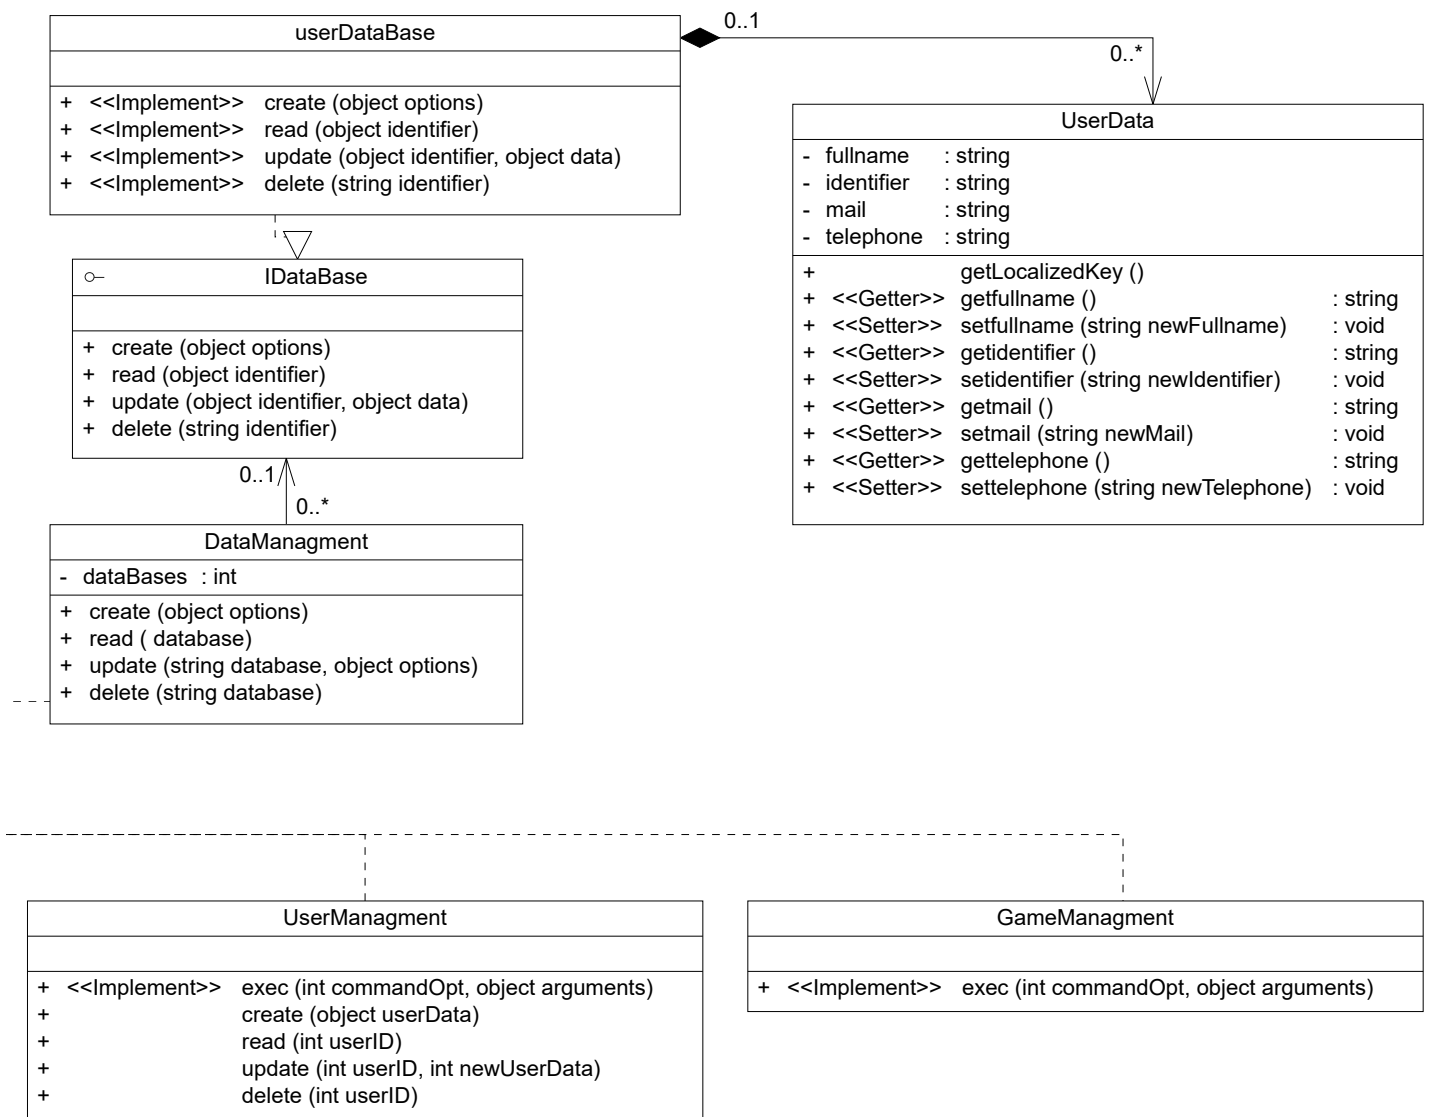 userDataBase
+ <<Implement>> create (object options)
+ <<Implement>> read (object identifier)
+ <<Implement>> update (object identifier, object data)
+ <<Implement>> delete (string identifier)
0..1
0..*
UserData
- fullname : string
- identifier : string
- mail : string
- telephone : string
+ getLocalizedKey ()
+ <<Getter>> getfullname () : string
+ <<Setter>> setfullname (string newFullname) : void
+ <<Getter>> getidentifier () : string
+ <<Setter>> setidentifier (string newIdentifier) : void
+ <<Getter>> getmail () : string
+ <<Setter>> setmail (string newMail) : void
+ <<Getter>> gettelephone () : string
+ <<Setter>> settelephone (string newTelephone) : void
IDataBase
+ create (object options)
+ read (object identifier)
+ update (object identifier, object data)
+ delete (string identifier)
0..1
0..*
DataManagment
- dataBases : int
+ create (object options)
+ read ( database)
+ update (string database, object options)
+ delete (string database)
UserManagment
+ <<Implement>> exec (int commandOpt, object arguments)
+ create (object userData)
+ read (int userID)
+ update (int userID, int newUserData)
+ delete (int userID)
GameManagment
+ <<Implement>> exec (int commandOpt, object arguments)